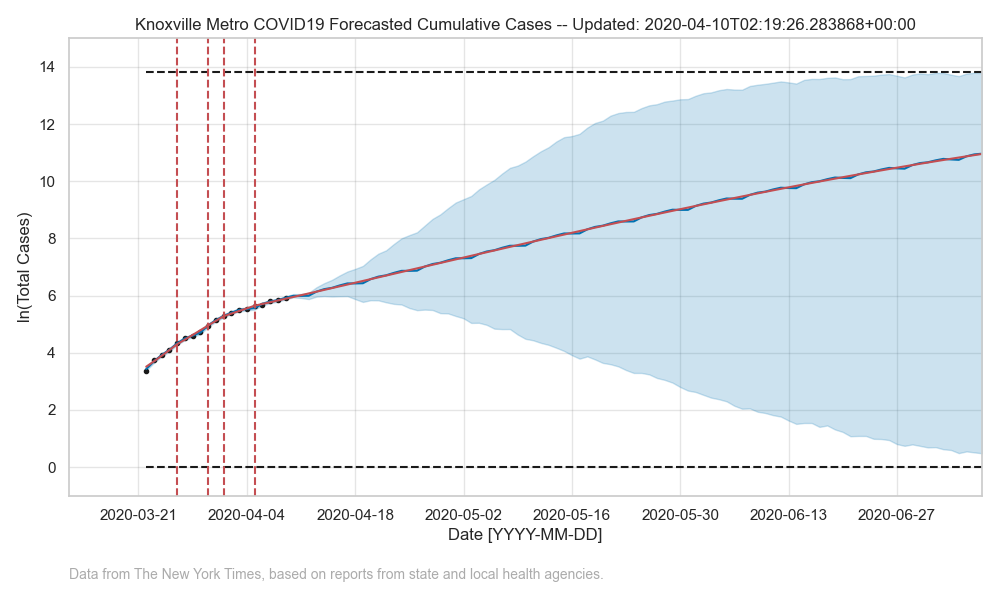 Knoxville Metro COVID19 Forecasted Cumulative Cases -- Updated: 2020-04-10T02:19:26.283868+00:00
ln(Total Cases)
14
12
10
8
6
4
2
0
2020-03-21 2020-04-04 2020-04-18 2020-05-02 2020-05-16 2020-05-30 2020-06-13 2020-06-27
Date [YYYY-MM-DD]
Data from The New York Times, based on reports from state and local health agencies.